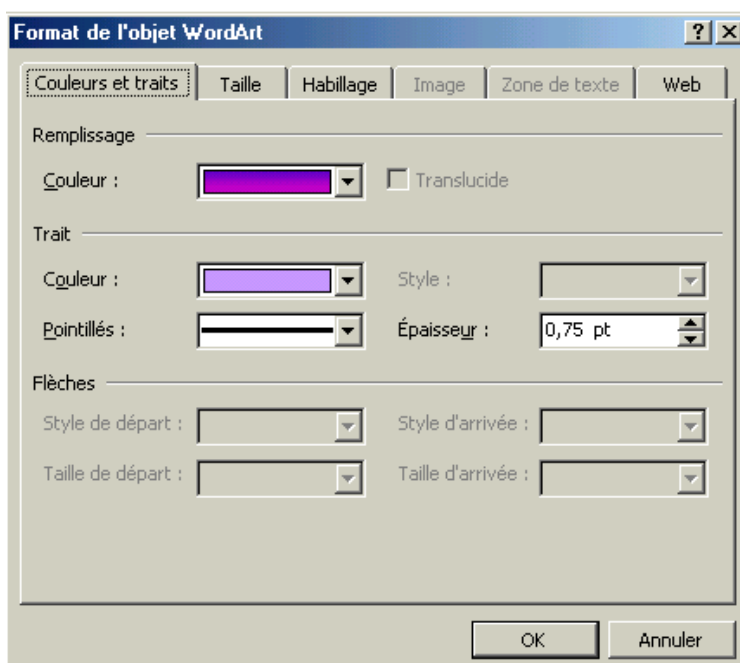 Format de l'objet WordArt
Couleurs et traits Taille Habillage Image Zone de texte Web
Remplissage
Couleur : Translucide
Trait
Couleur : Style :
Pointillés : Épaisseur : 0,75 pt
Flèches
Style de départ : Style d'arrivée :
Taille de départ : Taille d'arrivée :
OK Annuler